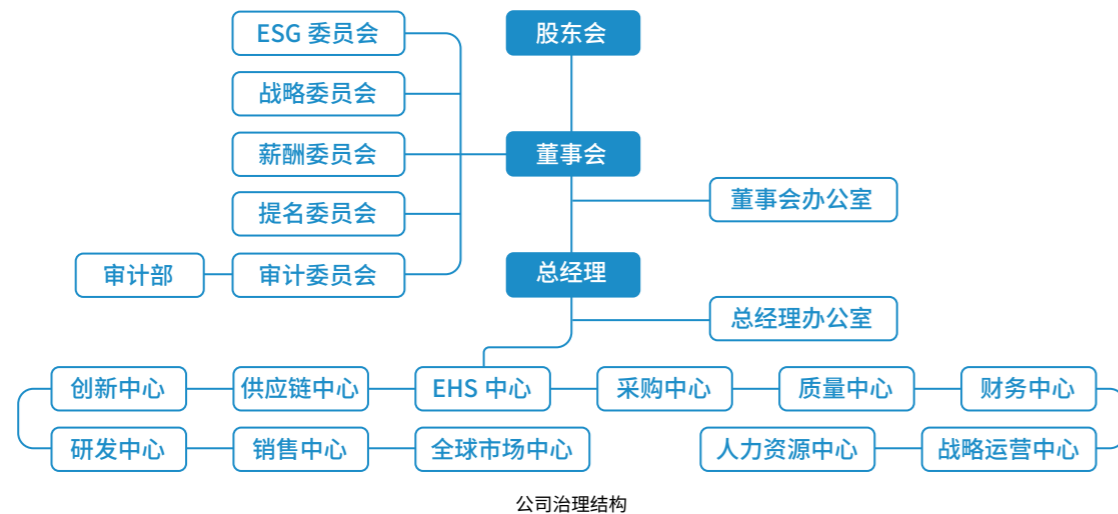 ESG 委员会
股东会
战略委员会
薪酬委员会
董事会
提名委员会
董事会办公室
审计部
审计委员会
总经理
总经理办公室
创新中心
供应链中心
EHS 中心
采购中心
质量中心
财务中心
研发中心
销售中心
全球市场中心
人力资源中心
战略运营中心
公司治理结构